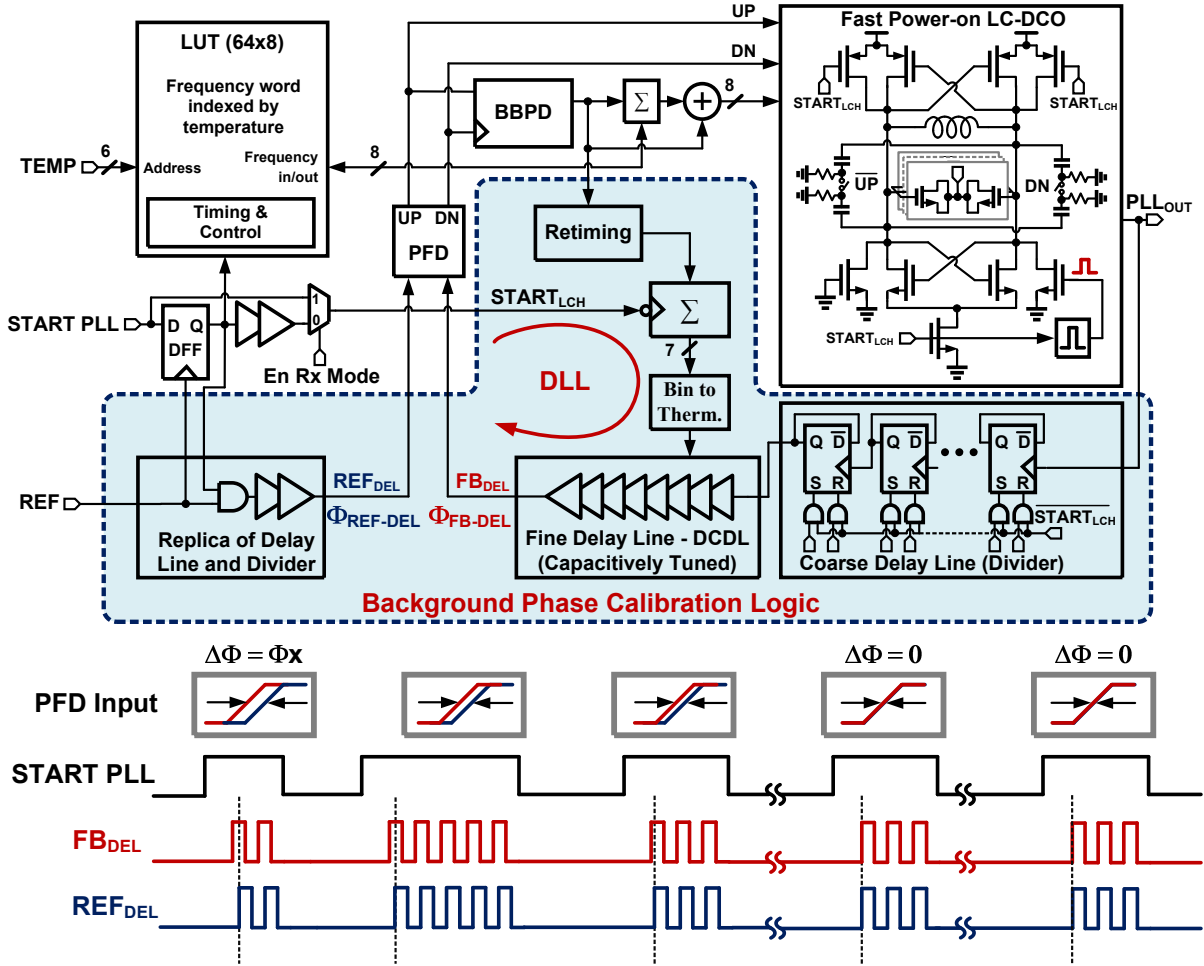 LUT (64x8)
Frequency word
indexed by
temperature
Address
Frequency
in/out
Timing &
Control
TEMP
6
8
UP
DN
BBPD
Σ
+
8
Fast Power-on LC-DCO
START_LCH
START_LCH
U̅P̅
DN
START_LCH
PLL_OUT
UP DN
PFD
Retiming
START PLL
D Q
DFF
1
0
En Rx Mode
START_LCH
Σ
7
DLL
Bin to
Therm.
REF
REF_DEL
Φ_REF-DEL
FB_DEL
Φ_FB-DEL
Replica of Delay
Line and Divider
Fine Delay Line - DCDL
(Capacitively Tuned)
Q D̅
S R
Q D̅
S R
Q D̅
S R
S̅T̅A̅R̅T̅_L̅C̅H̅
Coarse Delay Line (Divider)
Background Phase Calibration Logic
ΔΦ = Φx
ΔΦ = 0
ΔΦ = 0
PFD Input
START PLL
FB_DEL
REF_DEL